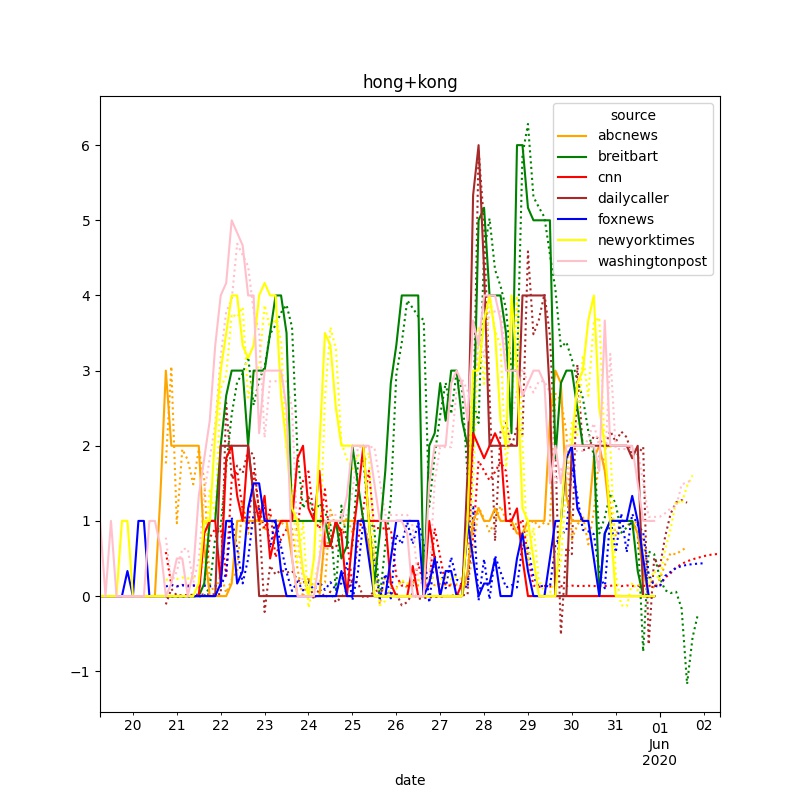 hong+kong
source
abcnews
breitbart
cnn
dailycaller
foxnews
newyorktimes
washingtonpost
6
5
4
3
2
1
0
−1
20 21 22 23 24 25 26 27 28 29 30 31 01 02
Jun
2020
date